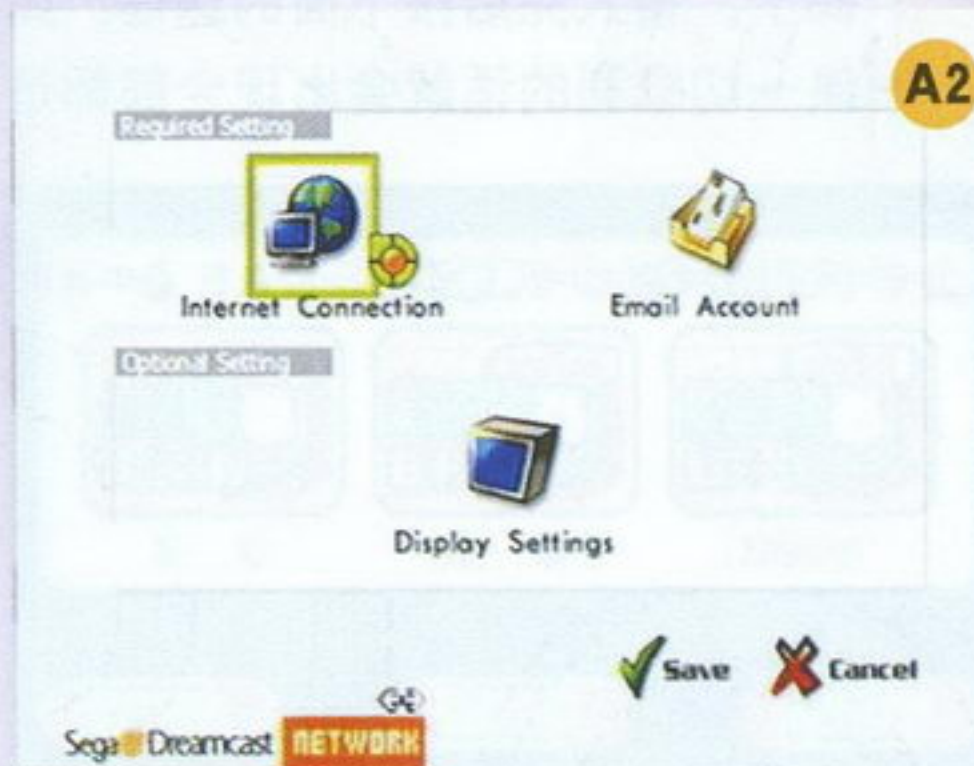 A2
Required Setting
Internet Connection
Email Account
Optional Setting
Display Settings
Save
Cancel
Sega Dreamcast NETWORK